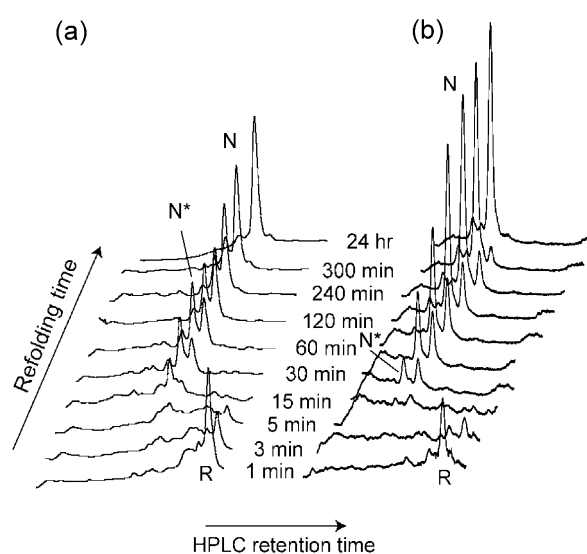 (a)
(b)
N
N
N*
24 hr
300 min
240 min
120 min
60 min
N*
30 min
15 min
5 min
3 min
1 min
R
R
Refolding time
HPLC retention time